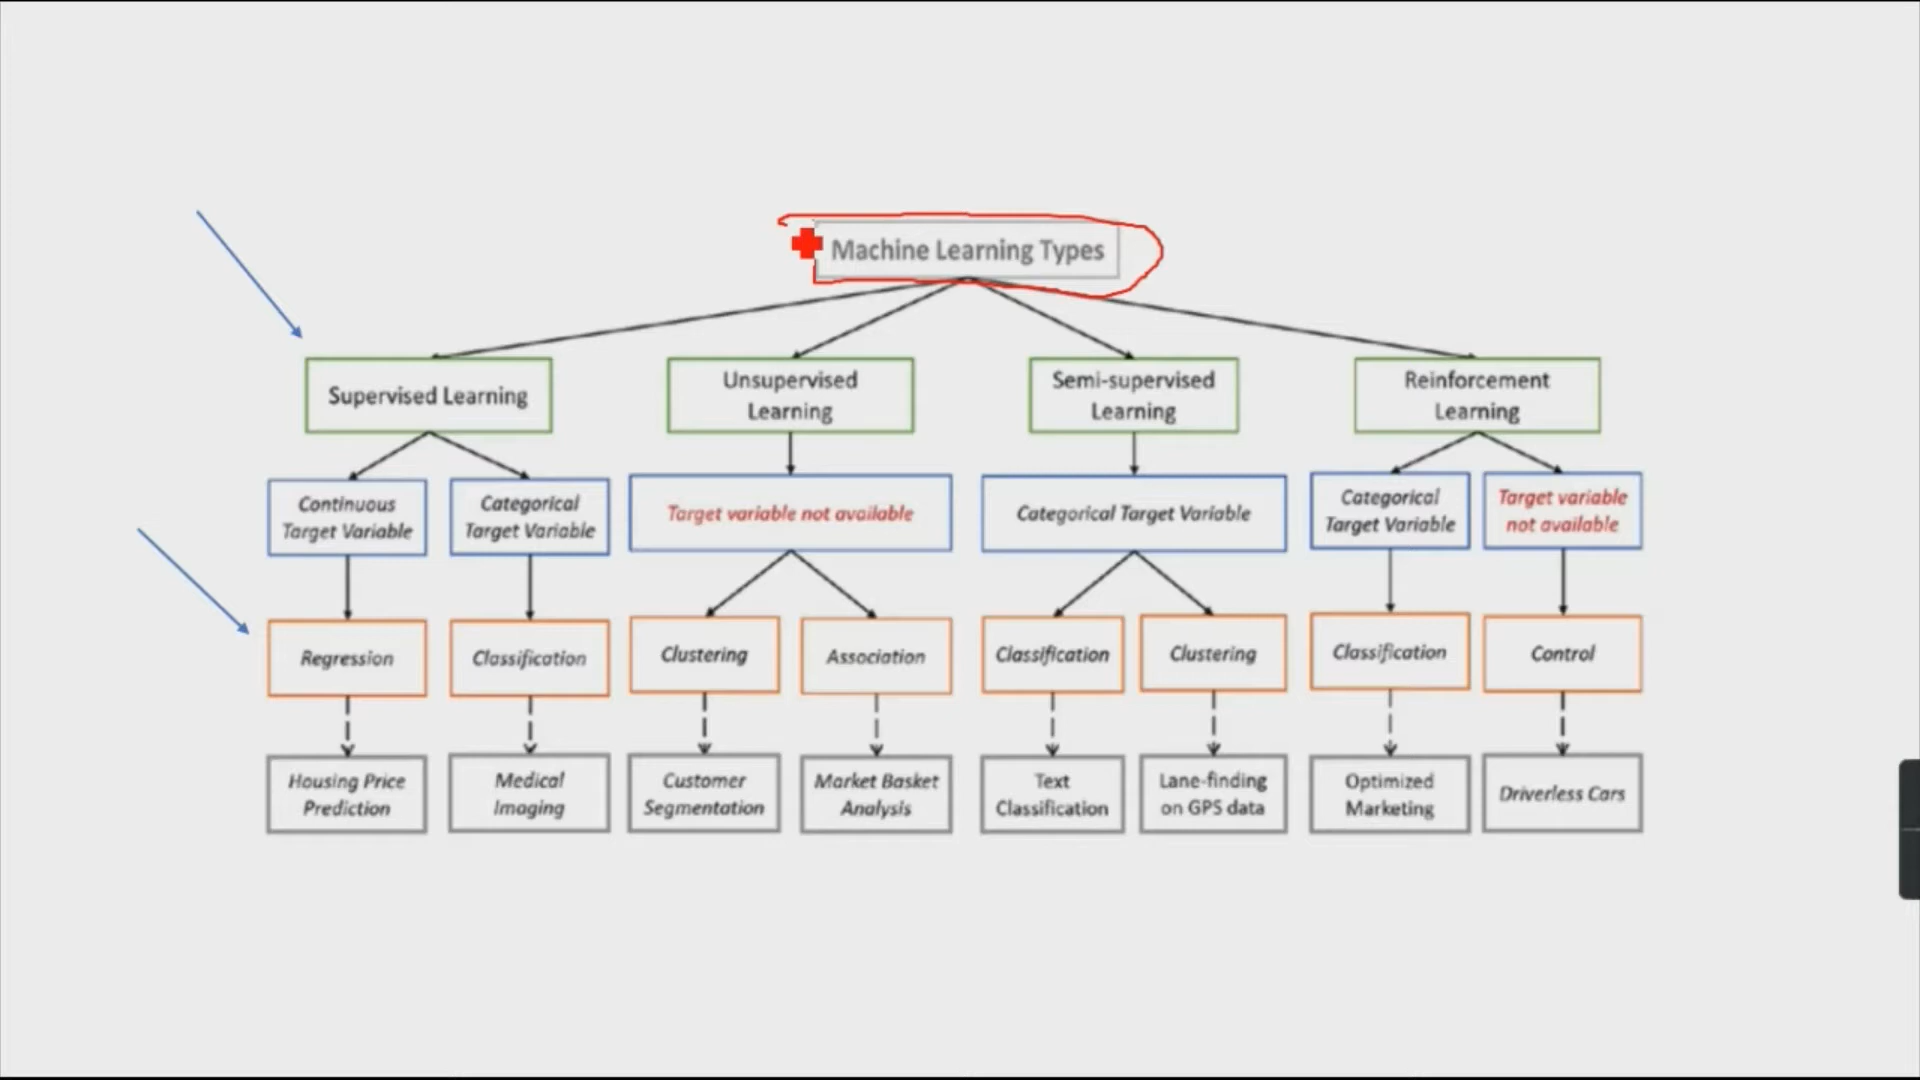 Machine Learning Types
Supervised Learning
Unsupervised
Learning
Semi-supervised
Learning
Reinforcement
Learning
Continuous
Target Variable
Categorical
Target Variable
Target variable not available
Categorical Target Variable
Categorical
Target Variable
Target variable
not available
Regression
Classification
Clustering
Association
Classification
Clustering
Classification
Control
Housing Price
Prediction
Medical
Imaging
Customer
Segmentation
Market Basket
Analysis
Text
Classification
Lane-finding
on GPS data
Optimized
Marketing
Driverless Cars